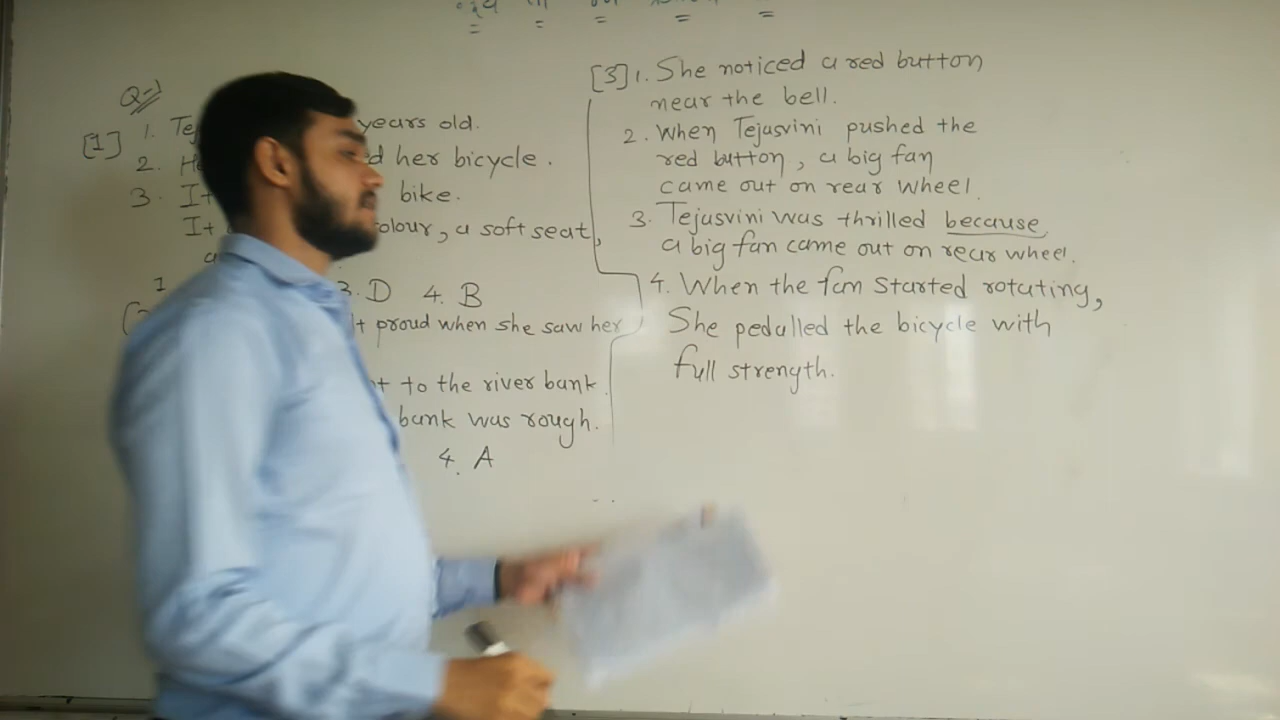 Q-1
[1] 1. Te years old.
2. H d her bicycle.
3. It bike.
It olour, a soft seat,
a
1 3. D 4. B
lt proud when she saw her
nt to the river bank.
bank was rough.
4. A
[3] 1. She noticed a red button
near the bell.
2. When Tejasvini pushed the
red button, a big fan
came out on rear wheel.
3. Tejasvini was thrilled because
a big fan came out on rear wheel.
4. When the fan started rotating,
She pedalled the bicycle with
full strength.